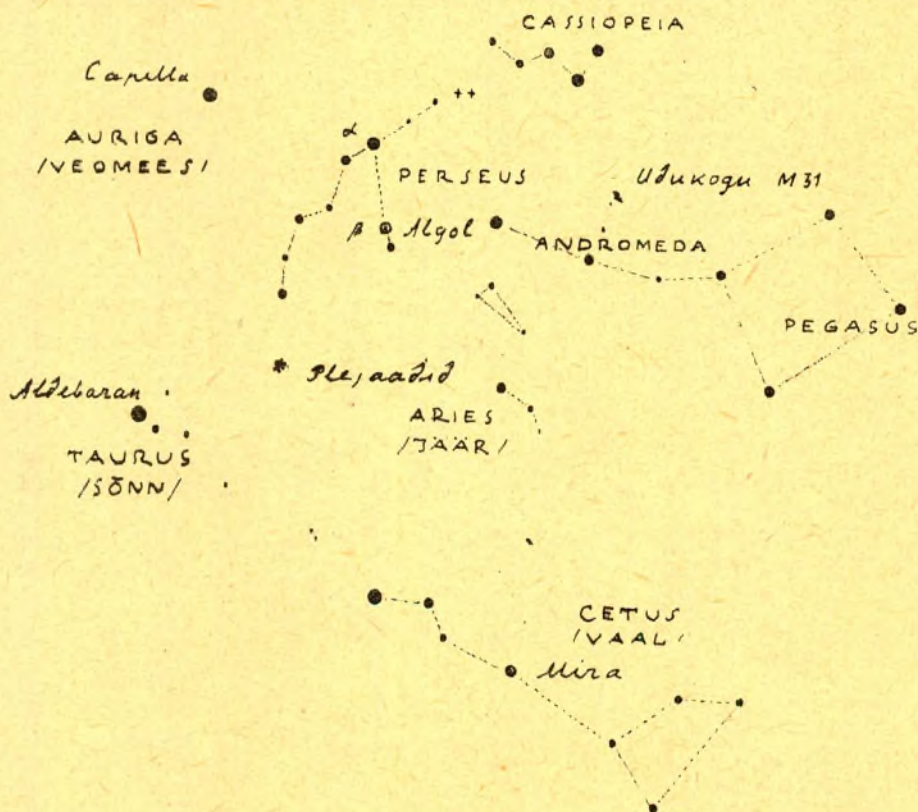 CASSIOPEIA
Capella
AURIGA
/VEOMEES/
++
α
PERSEUS
Udukogu M31
β Algol
ANDROMEDA
PEGASUS
Plejaadid
Aldebaran
ARIES
/JÄÄR/
TAURUS
/SÕNN/
CETUS
/VAAL/
Mira